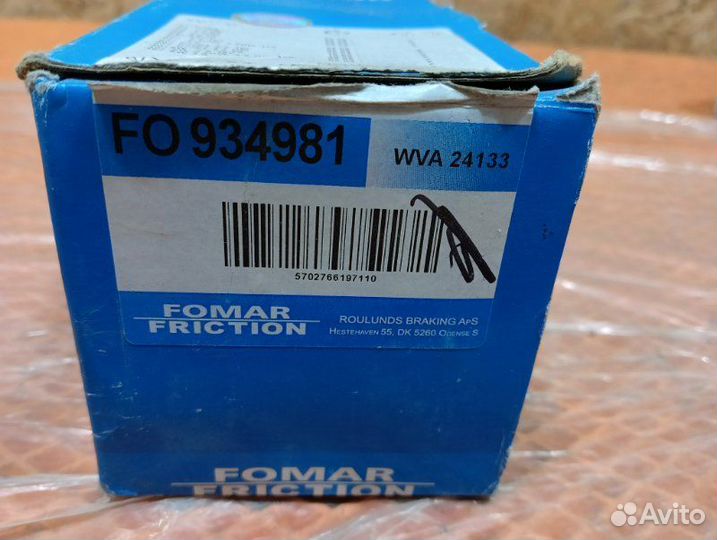 FO 934981
WVA 24133
5702766197110
FOMAR
FRICTION
ROULUNDS BRAKING APS
HESTEHAVEN 55, DK 5260 ODENSE S
FOMAR
FRICTION
Avito